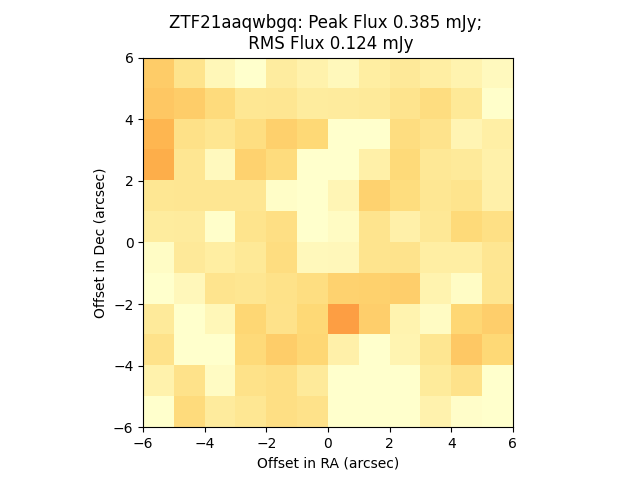 ZTF21aaqwbgq: Peak Flux 0.385 mJy;
RMS Flux 0.124 mJy
6
4
2
0
−2
−4
−6
Offset in Dec (arcsec)
−6 −4 −2 0 2 4 6
Offset in RA (arcsec)